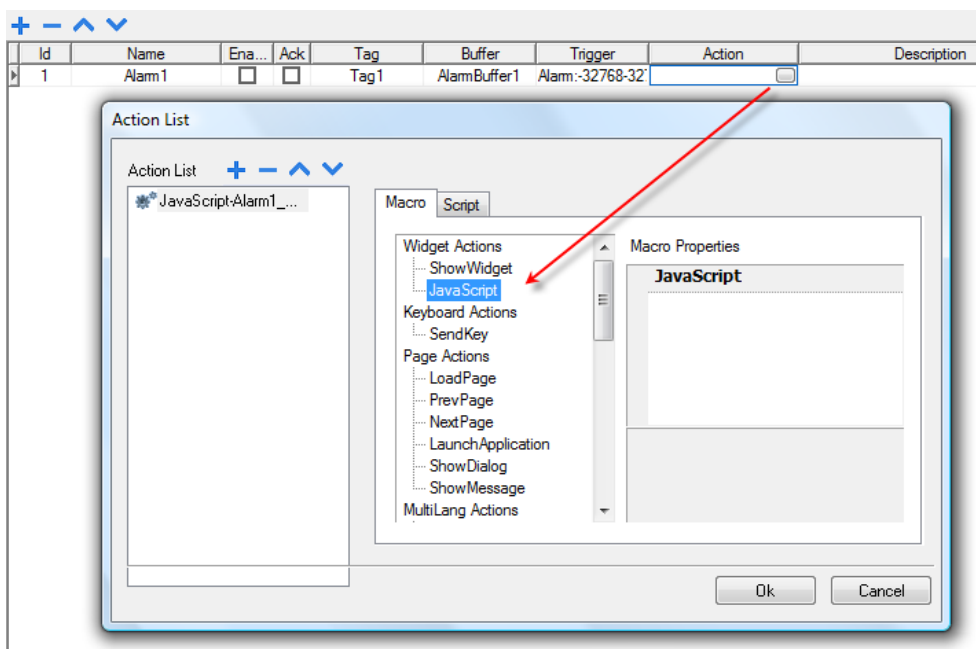 Id Name Ena... Ack Tag Buffer Trigger Action Description
1 Alarm1 Tag1 AlarmBuffer1 Alarm:-32768-327
Action List
Action List
JavaScript-Alarm1_...
Macro Script
Widget Actions
ShowWidget
JavaScript
Keyboard Actions
SendKey
Page Actions
LoadPage
PrevPage
NextPage
LaunchApplication
ShowDialog
ShowMessage
MultiLang Actions
Macro Properties
JavaScript
Ok Cancel